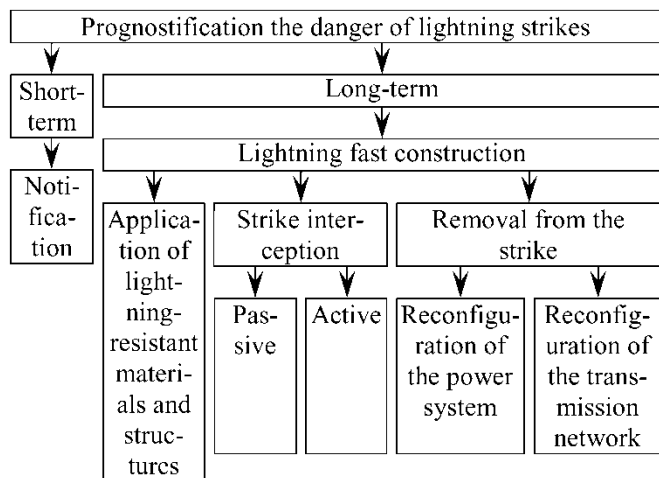 Prognostification the danger of lightning strikes
Short-
term
Long-term
Lightning fast construction
Noti-
fication
Applica-
tion of
light-
ning-
resistant
materi-
als and
struc-
tures
Strike inter-
ception
Removal from the
strike
Pas-
sive
Active
Reconfigu-
ration of
the power
system
Reconfig-
uration of
the trans-
mission
network